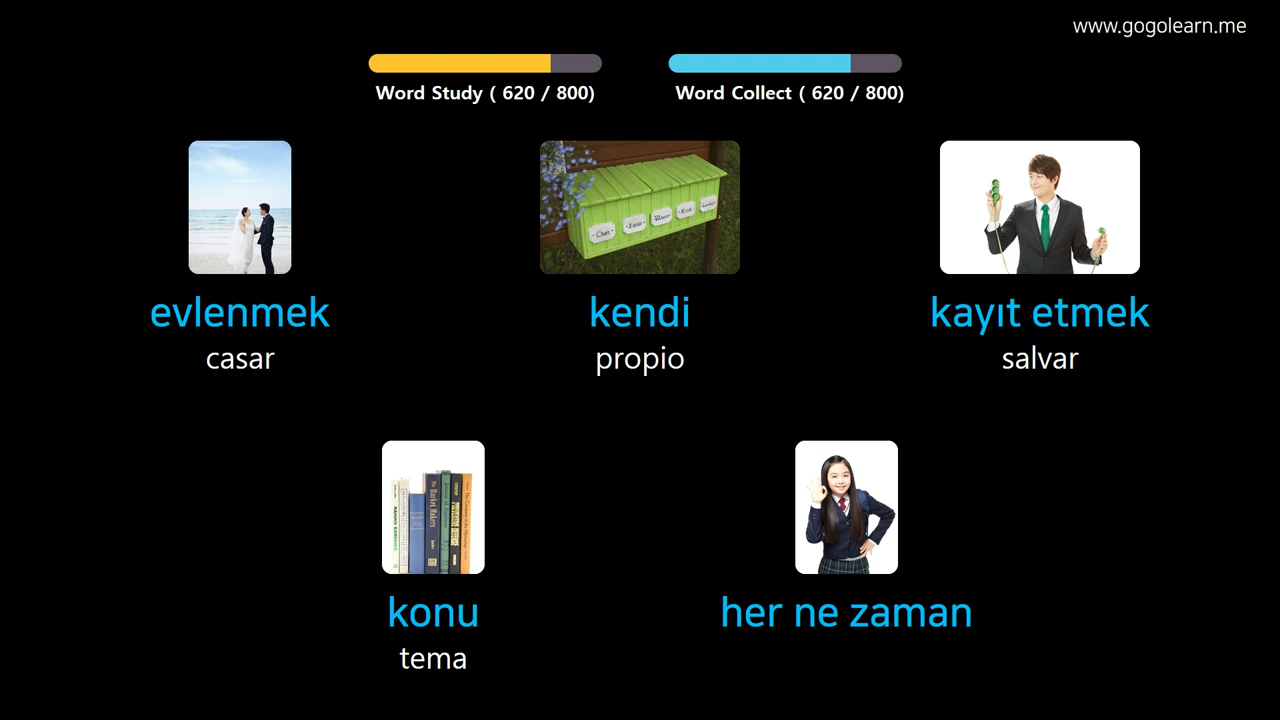 www.gogolearn.me
Word Study ( 620 / 800)
Word Collect ( 620 / 800)
evlenmek
casar
kendi
propio
kayıt etmek
salvar
konu
tema
her ne zaman